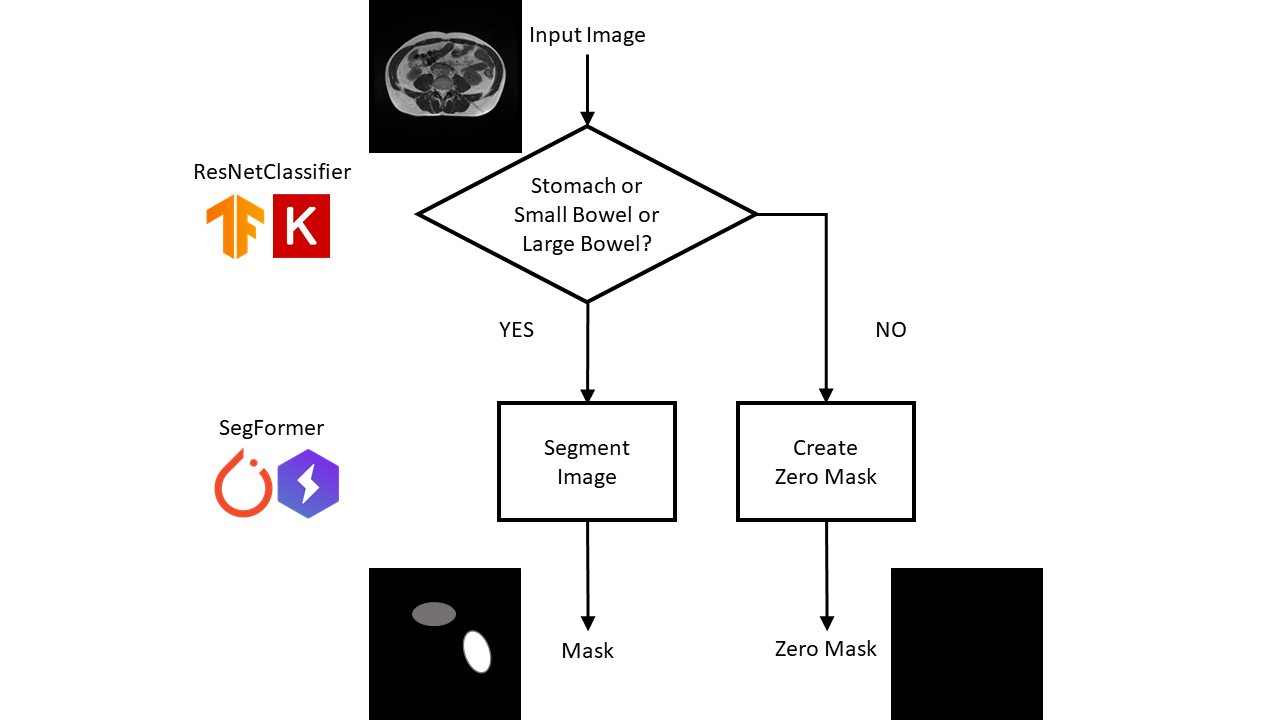 Input Image
ResNetClassifier
K
Stomach or
Small Bowel or
Large Bowel?
YES
NO
SegFormer
Segment
Image
Create
Zero Mask
Mask
Zero Mask